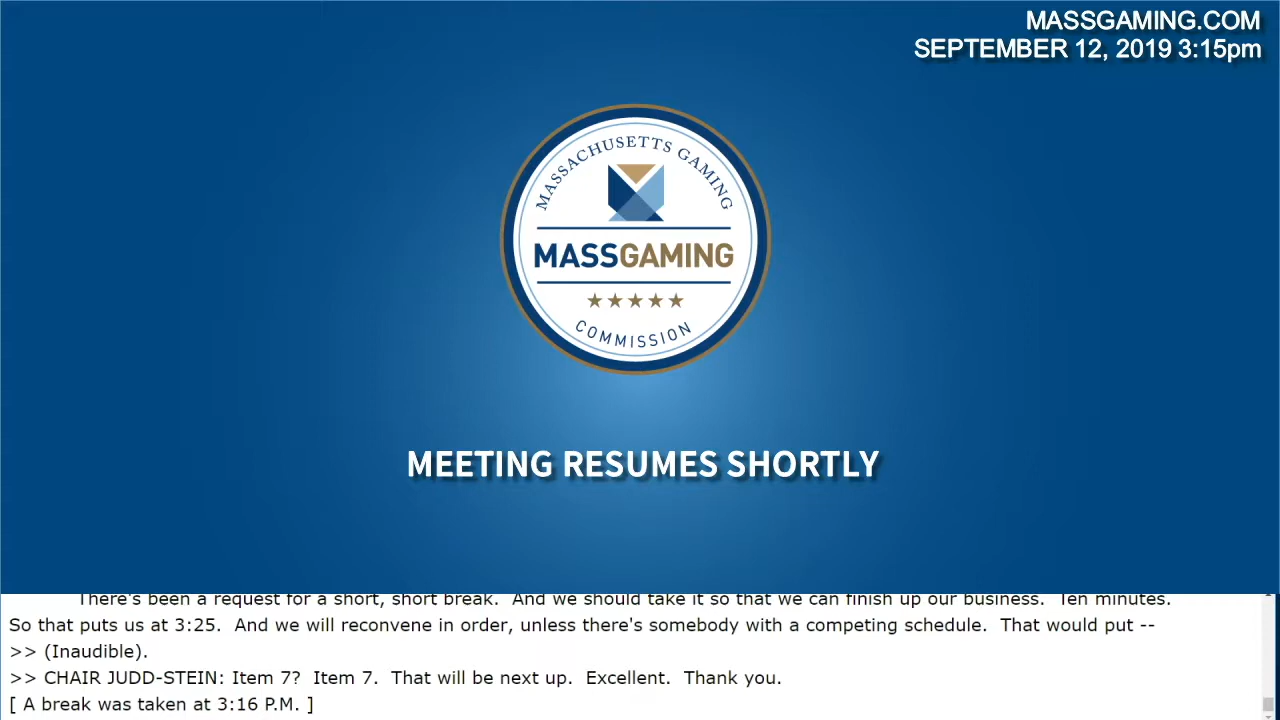 MASSGAMING.COM
SEPTEMBER 12, 2019 3:15pm
MASSACHUSETTS GAMING
MASSGAMING
COMMISSION
MEETING RESUMES SHORTLY
There's been a request for a short, short break. And we should take it so that we can finish up our business. Ten minutes.
So that puts us at 3:25. And we will reconvene in order, unless there's somebody with a competing schedule. That would put --
>> (Inaudible).
>> CHAIR JUDD-STEIN: Item 7? Item 7. That will be next up. Excellent. Thank you.
[ A break was taken at 3:16 P.M. ]